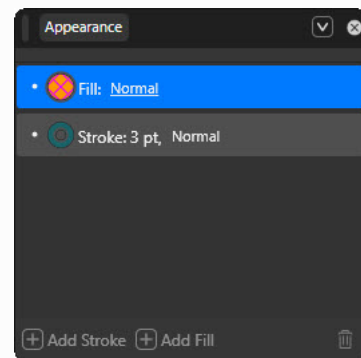 Appearance
Fill: Normal
Stroke: 3 pt, Normal
Add Stroke Add Fill